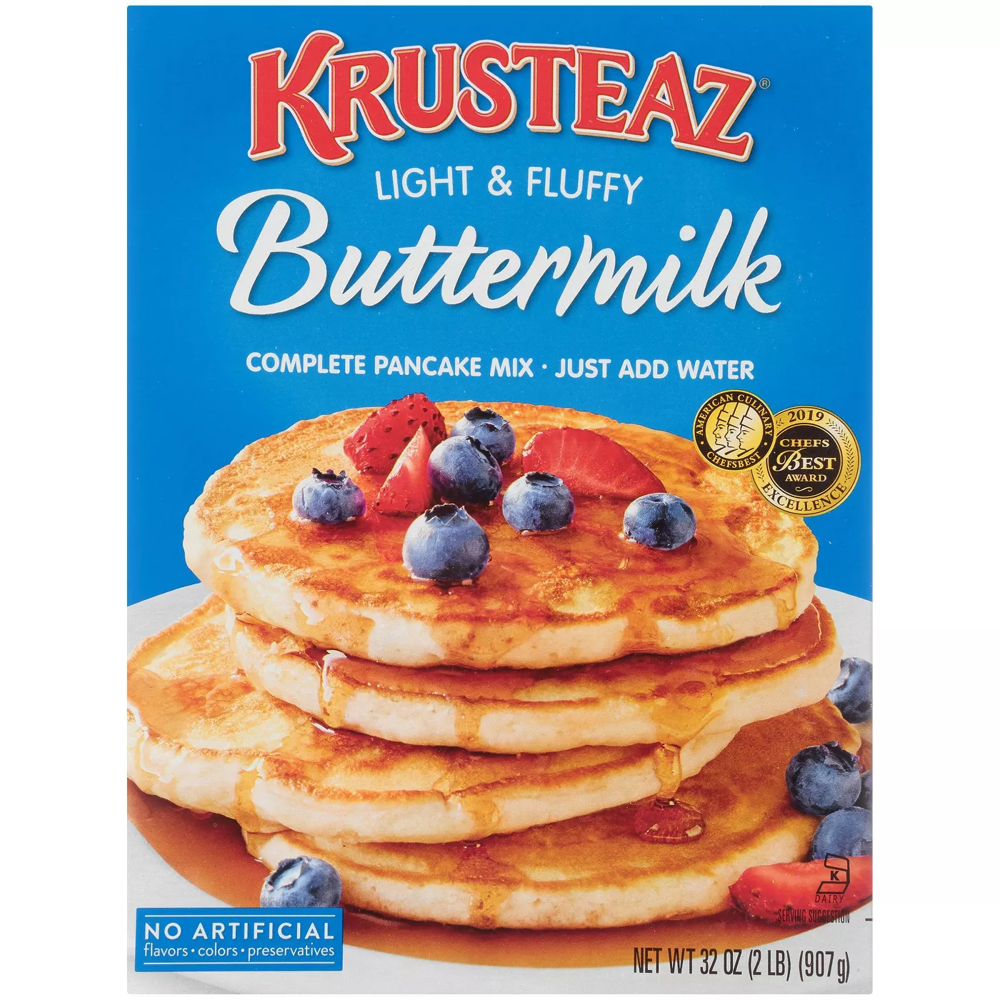 KRUSTEAZ®
LIGHT & FLUFFY
Buttermilk
COMPLETE PANCAKE MIX · JUST ADD WATER
AMERICAN CULINARY
CHEFSBEST
2019
CHEFS
BEST
AWARD
EXCELLENCE
K
DAIRY
SERVING SUGGESTION
NO ARTIFICIAL
flavors • colors • preservatives
NET WT 32 OZ (2 LB) (907 g)